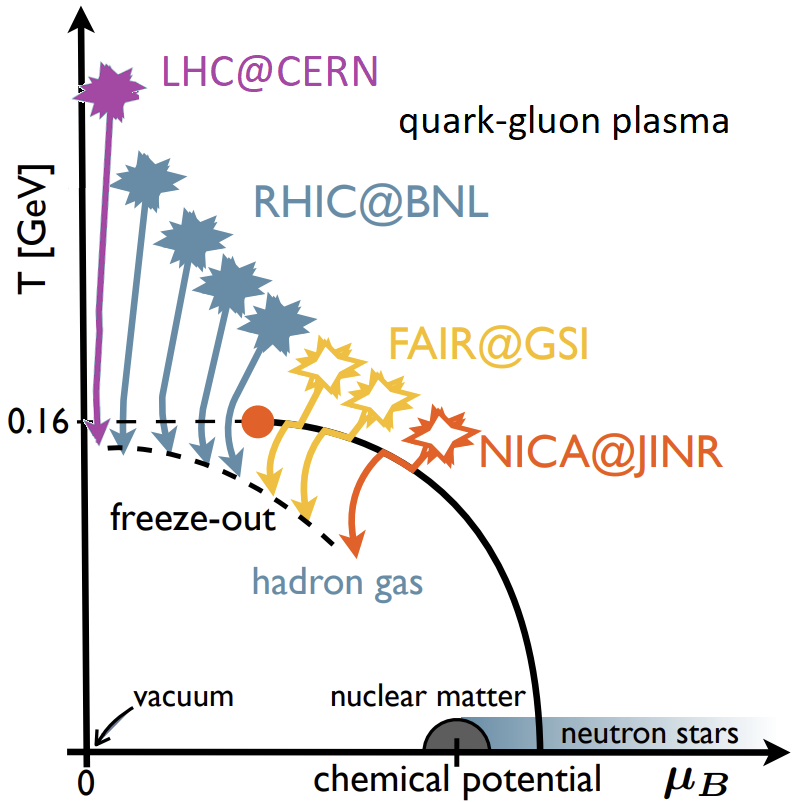 LHC@CERN
quark-gluon plasma
T [GeV]
RHIC@BNL
FAIR@GSI
0.16
NICA@JINR
freeze-out
hadron gas
vacuum
nuclear matter
neutron stars
0
chemical potential μ_B